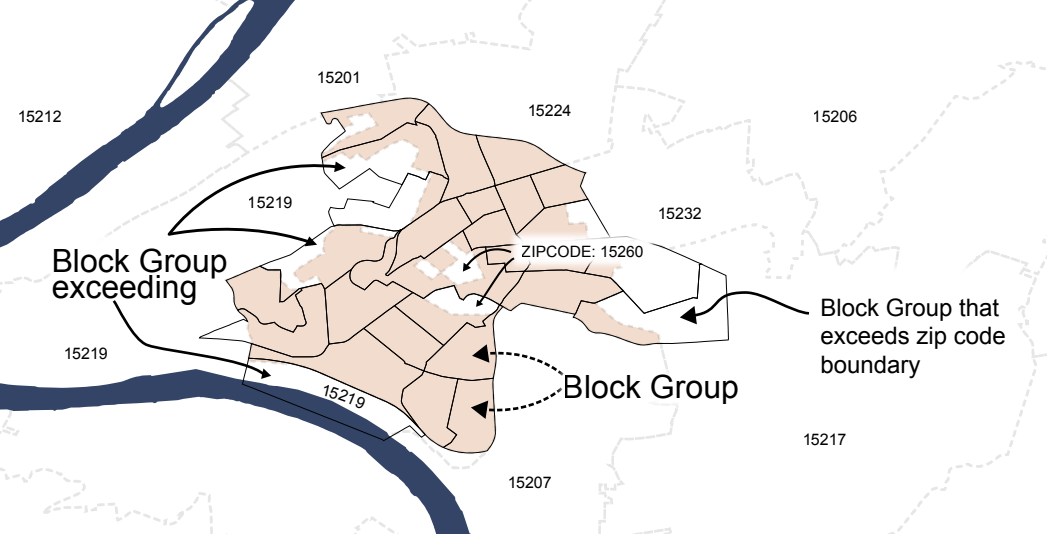 15201
15224
15212
15206
15219
15232
ZIPCODE: 15260
Block Group
exceeding
Block Group that
exceeds zip code
boundary
15219
15219
Block Group
15217
15207